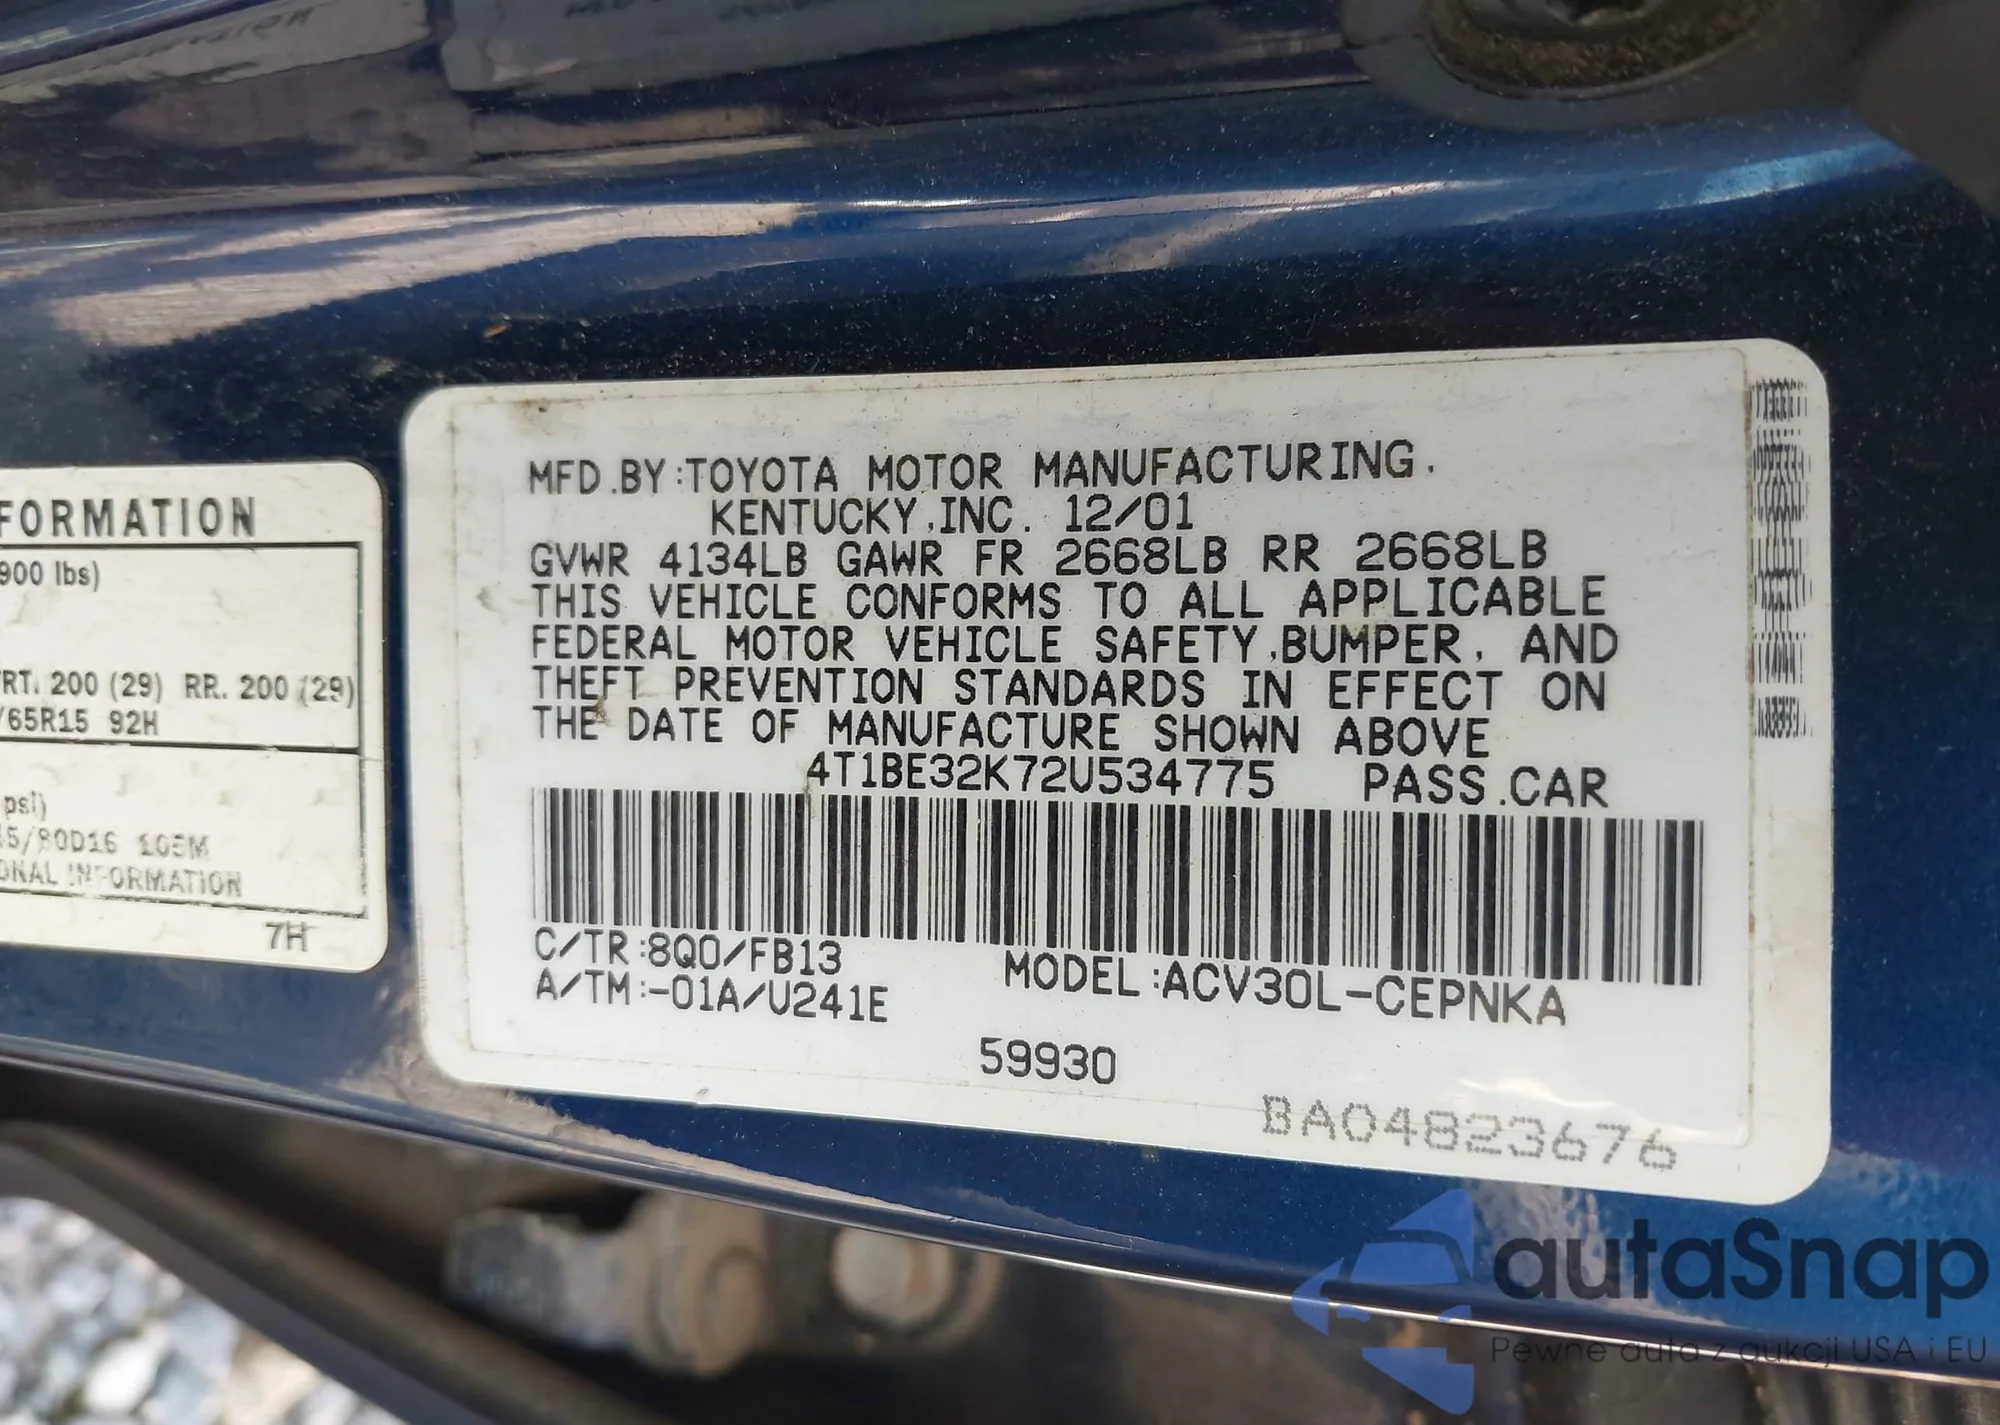 FORMATION
900 lbs)
FRT. 200 (29) RR. 200 (29)
/65R15 92H
psi)
5/80D16 105M
ONAL INFORMATION
7H
MFD.BY:TOYOTA MOTOR MANUFACTURING.
KENTUCKY,INC. 12/01
GVWR 4134LB GAWR FR 2668LB RR 2668LB
THIS VEHICLE CONFORMS TO ALL APPLICABLE
FEDERAL MOTOR VEHICLE SAFETY,BUMPER, AND
THEFT PREVENTION STANDARDS IN EFFECT ON
THE DATE OF MANUFACTURE SHOWN ABOVE
4T1BE32K72U534775 PASS.CAR
C/TR:8Q0/FB13
A/TM:-01A/U241E
MODEL:ACV30L-CEPNKA
59930
BA04823676
autaSnap
Pewne auta z aukcji USA i EU